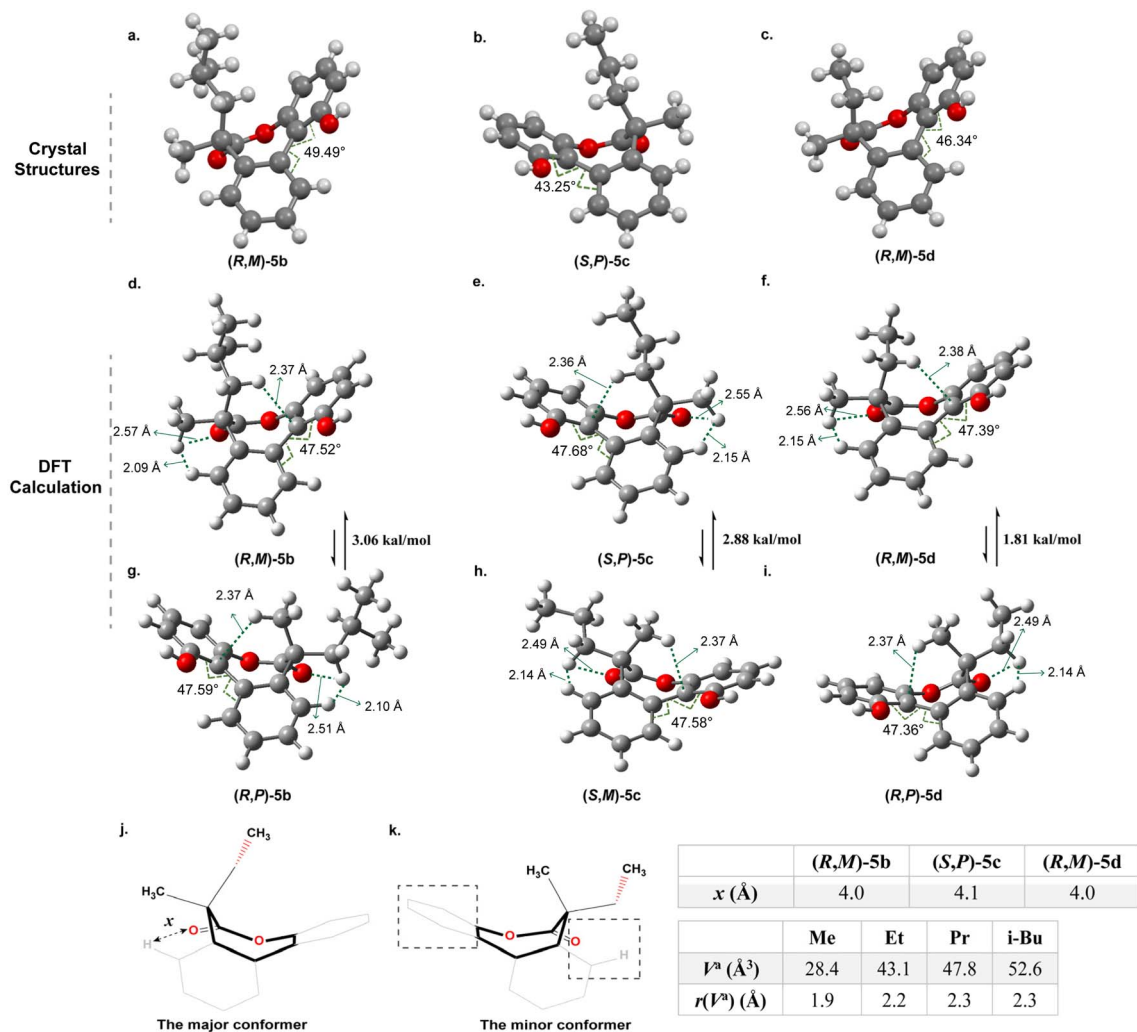 a.
b.
c.
Crystal
Structures
49.49°
43.25°
46.34°
(R,M)-5b
(S,P)-5c
(R,M)-5d
d.
e.
f.
DFT
Calculation
2.37 Å
2.57 Å
2.09 Å
47.52°
2.36 Å
2.55 Å
47.68°
2.15 Å
2.38 Å
2.56 Å
2.15 Å
47.39°
(R,M)-5b
3.06 kal/mol
(S,P)-5c
2.88 kal/mol
(R,M)-5d
1.81 kal/mol
g.
h.
i.
2.37 Å
47.59°
2.10 Å
2.51 Å
2.49 Å
2.37 Å
2.14 Å
47.58°
2.37 Å
2.49 Å
2.14 Å
47.36°
(R,P)-5b
(S,M)-5c
(R,P)-5d
j.
CH3
H3C
x
O
O
H
The major conformer
k.
CH3
H3C
O
O
H
The minor conformer
(R,M)-5b (S,P)-5c (R,M)-5d
x (Å) 4.0 4.1 4.0
Me Et Pr i-Bu
Vᵃ (Å³) 28.4 43.1 47.8 52.6
r(Vᵃ) (Å) 1.9 2.2 2.3 2.3